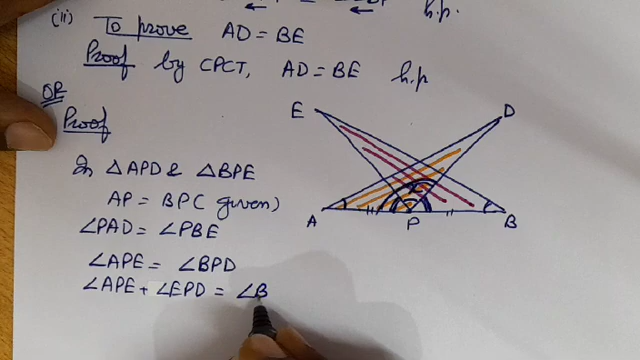 h.p.
(ii) To prove AD = BE
Proof by CPCT, AD = BE h.p
OR
Proof
In △APD & △BPE
AP = BP (given)
∠PAD = ∠PBE
∠APE = ∠BPD
∠APE + ∠EPD = ∠B
E
D
A
P
B